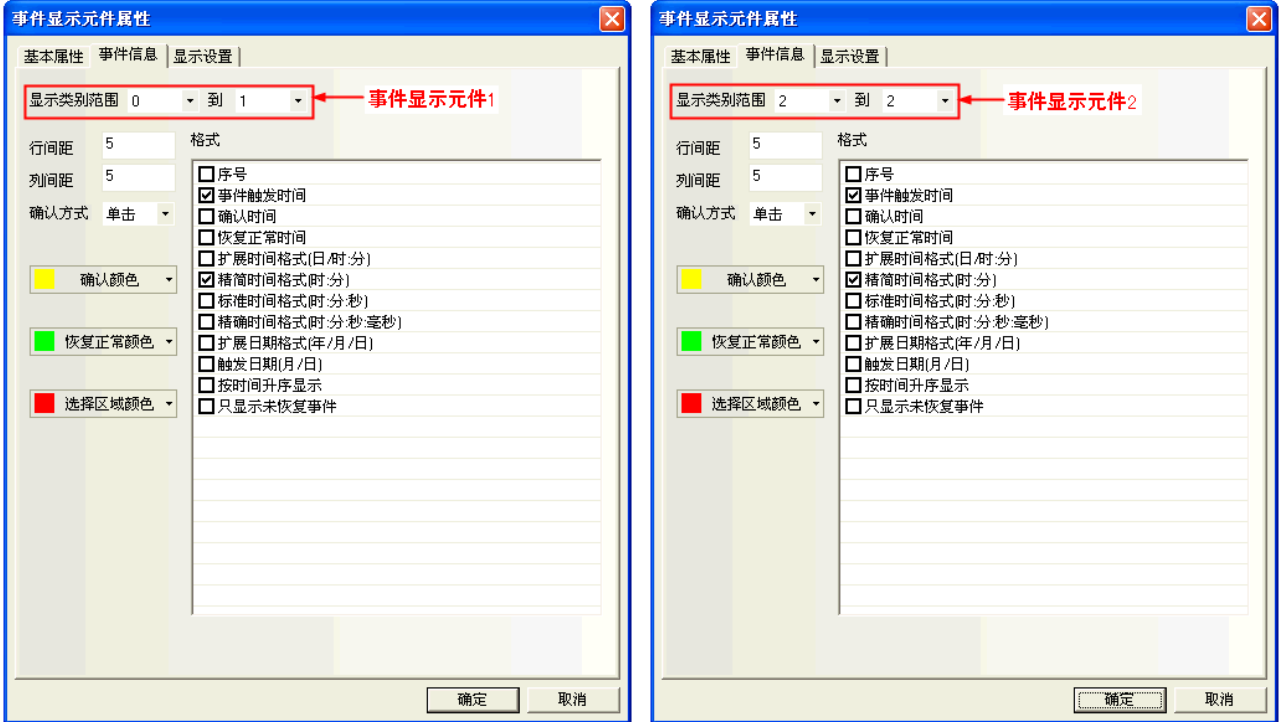 事件显示元件属性
基本属性 事件信息 显示设置
显示类别范围 0 到 1
事件显示元件1
行间距 5
列间距 5
确认方式 单击
确认颜色
恢复正常颜色
选择区域颜色
格式
序号
事件触发时间
确认时间
恢复正常时间
扩展时间格式(日/时:分)
精简时间格式(时:分)
标准时间格式(时:分:秒)
精确时间格式(时:分:秒:毫秒)
扩展日期格式(年/月/日)
触发日期(月/日)
按时间升序显示
只显示未恢复事件
确定 取消
事件显示元件属性
基本属性 事件信息 显示设置
显示类别范围 2 到 2
事件显示元件2
行间距 5
列间距 5
确认方式 单击
确认颜色
恢复正常颜色
选择区域颜色
格式
序号
事件触发时间
确认时间
恢复正常时间
扩展时间格式(日/时:分)
精简时间格式(时:分)
标准时间格式(时:分:秒)
精确时间格式(时:分:秒:毫秒)
扩展日期格式(年/月/日)
触发日期(月/日)
按时间升序显示
只显示未恢复事件
确定 取消